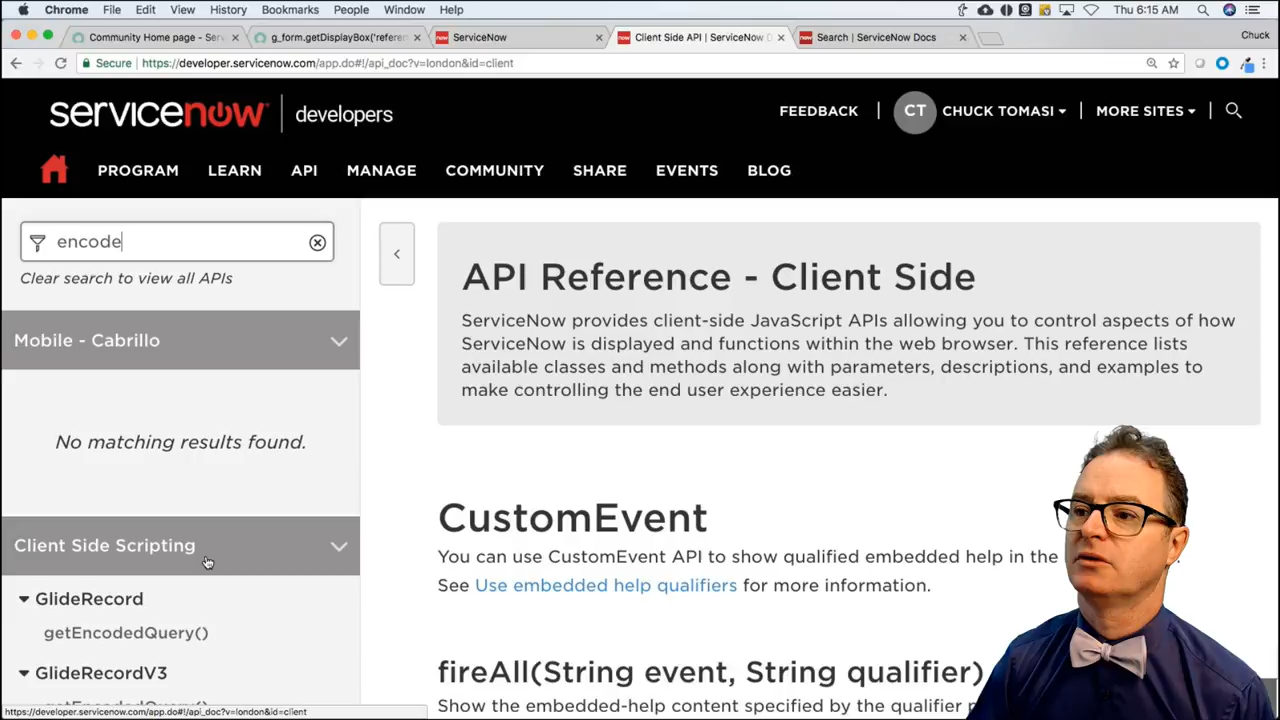 Chrome File Edit View History Bookmarks People Window Help Thu 6:15 AM
Community Home page - Serv
g_form.getDisplayBox('referen
ServiceNow
Client Side API | ServiceNow D
Search | ServiceNow Docs
Chuck
Secure https://developer.servicenow.com/app.do#!/api_doc?v=london&id=client
servicenow developers
FEEDBACK CT CHUCK TOMASI MORE SITES
PROGRAM LEARN API MANAGE COMMUNITY SHARE EVENTS BLOG
encode
Clear search to view all APIs
Mobile - Cabrillo
No matching results found.
Client Side Scripting
GlideRecord
getEncodedQuery()
GlideRecordV3
getEncodedQuery()
API Reference - Client Side
ServiceNow provides client-side JavaScript APIs allowing you to control aspects of how
ServiceNow is displayed and functions within the web browser. This reference lists
available classes and methods along with parameters, descriptions, and examples to
make controlling the end user experience easier.
CustomEvent
You can use CustomEvent API to show qualified embedded help in the
See Use embedded help qualifiers for more information.
fireAll(String event, String qualifier)
Show the embedded-help content specified by the qualifier
https://developer.servicenow.com/app.do#!/api_doc?v=london&id=client